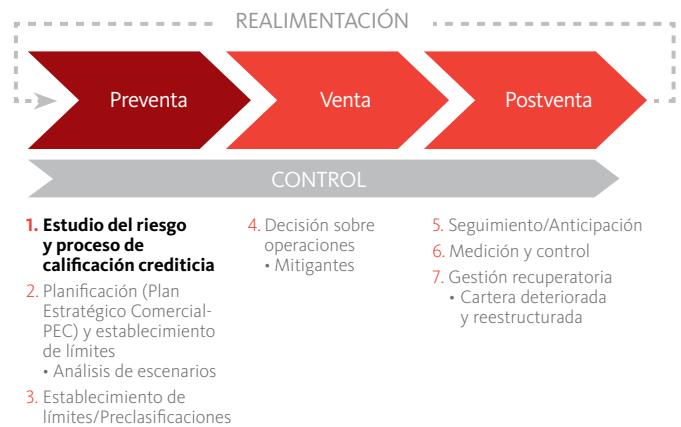 REALIMENTACIÓN
Preventa
Venta
Postventa
CONTROL
1. Estudio del riesgo
y proceso de
calificación crediticia
2. Planificación (Plan
Estratégico Comercial-
PEC) y establecimiento
de límites
• Análisis de escenarios
3. Establecimiento de
límites/Preclasificaciones
4. Decisión sobre
operaciones
• Mitigantes
5. Seguimiento/Anticipación
6. Medición y control
7. Gestión recuperatoria
• Cartera deteriorada
y reestructurada